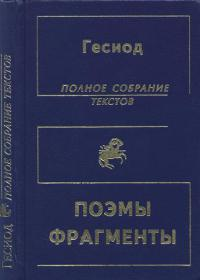 Гесиод
ПОЛНОЕ СОБРАНИЕ
ТЕКСТОВ
ПОЭМЫ
ФРАГМЕНТЫ
ГЕСИОД ПОЛНОЕ СОБРАНИЕ ТЕКСТОВ